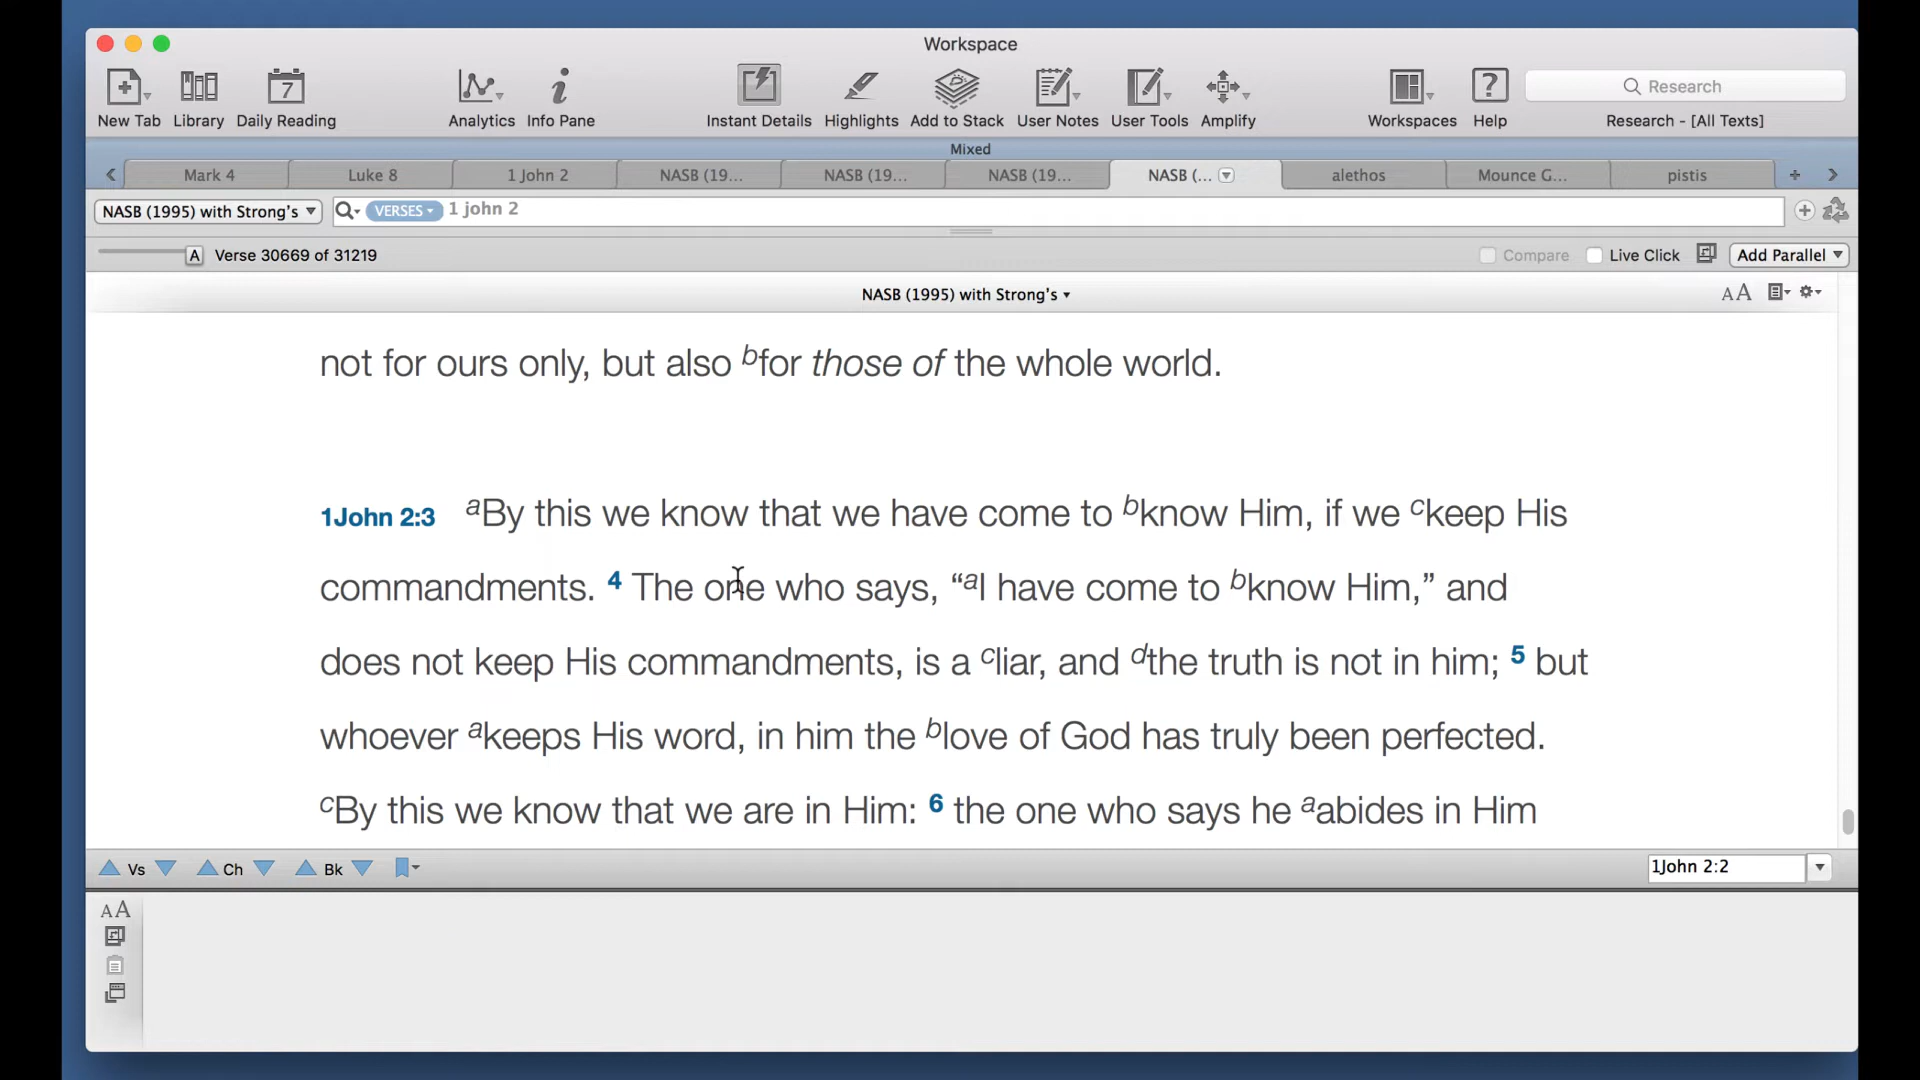 Workspace
New Tab Library Daily Reading Analytics Info Pane Instant Details Highlights Add to Stack User Notes User Tools Amplify Workspaces Help Research
Research - [All Texts]
Mixed
Mark 4 Luke 8 1 John 2 NASB (19... NASB (19... NASB (19... NASB (... alethos Mounce G... pistis
NASB (1995) with Strong's VERSES 1 john 2
A Verse 30669 of 31219 Compare Live Click Add Parallel
NASB (1995) with Strong's AA
not for ours only, but also bfor those of the whole world.
1John 2:3 aBy this we know that we have come to bknow Him, if we ckeep His
commandments. 4 The one who says, “aI have come to bknow Him,” and
does not keep His commandments, is a cliar, and dthe truth is not in him; 5 but
whoever akeeps His word, in him the blove of God has truly been perfected.
cBy this we know that we are in Him: 6 the one who says he aabides in Him
Vs Ch Bk 1John 2:2
AA